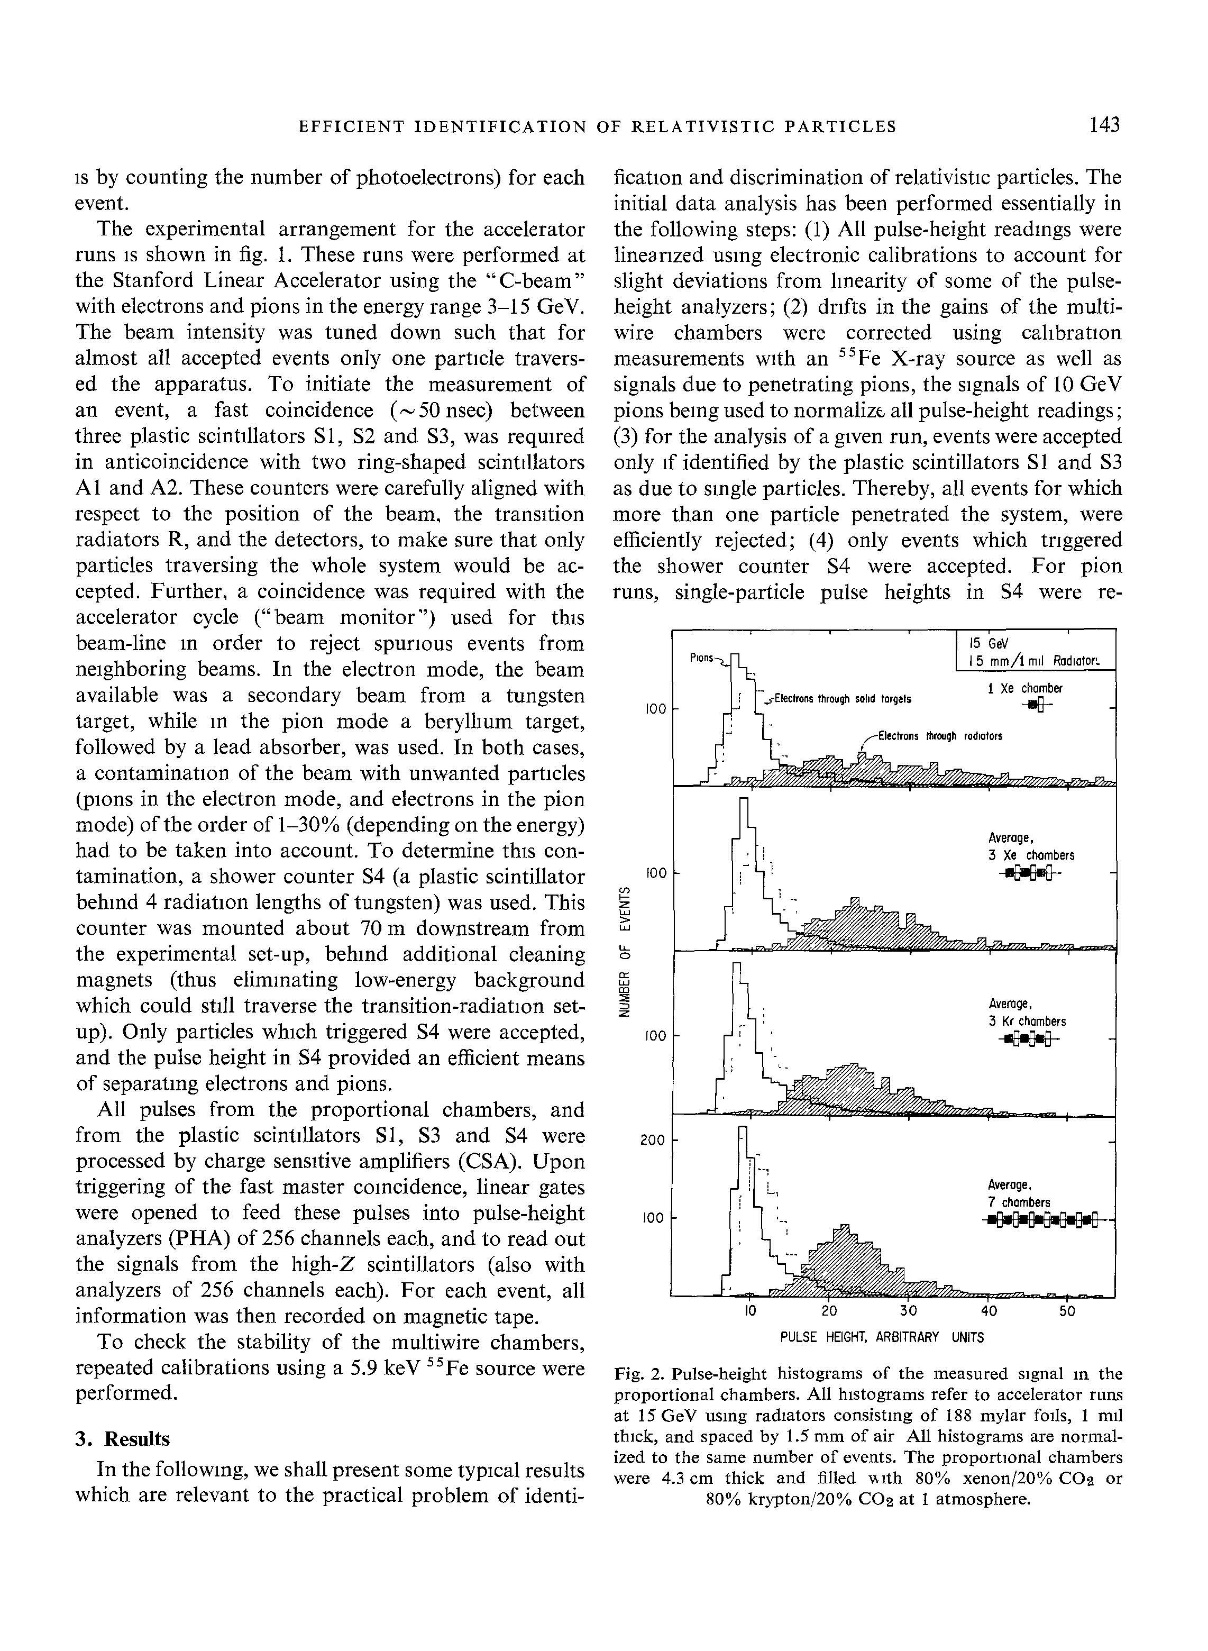 EFFICIENT IDENTIFICATION OF RELATIVISTIC PARTICLES 143
is by counting the number of photoelectrons) for each
event.
The experimental arrangement for the accelerator
runs is shown in fig. 1. These runs were performed at
the Stanford Linear Accelerator using the “C-beam”
with electrons and pions in the energy range 3–15 GeV.
The beam intensity was tuned down such that for
almost all accepted events only one particle travers-
ed the apparatus. To initiate the measurement of
an event, a fast coincidence (∼50 nsec) between
three plastic scintillators S1, S2 and S3, was required
in anticoincidence with two ring-shaped scintillators
A1 and A2. These counters were carefully aligned with
respect to the position of the beam, the transition
radiators R, and the detectors, to make sure that only
particles traversing the whole system would be ac-
cepted. Further, a coincidence was required with the
accelerator cycle (“beam monitor”) used for this
beam-line in order to reject spurious events from
neighboring beams. In the electron mode, the beam
available was a secondary beam from a tungsten
target, while in the pion mode a beryllium target,
followed by a lead absorber, was used. In both cases,
a contamination of the beam with unwanted particles
(pions in the electron mode, and electrons in the pion
mode) of the order of 1–30% (depending on the energy)
had to be taken into account. To determine this con-
tamination, a shower counter S4 (a plastic scintillator
behind 4 radiation lengths of tungsten) was used. This
counter was mounted about 70 m downstream from
the experimental set-up, behind additional cleaning
magnets (thus eliminating low-energy background
which could still traverse the transition-radiation set-
up). Only particles which triggered S4 were accepted,
and the pulse height in S4 provided an efficient means
of separating electrons and pions.
All pulses from the proportional chambers, and
from the plastic scintillators S1, S3 and S4 were
processed by charge sensitive amplifiers (CSA). Upon
triggering of the fast master coincidence, linear gates
were opened to feed these pulses into pulse-height
analyzers (PHA) of 256 channels each, and to read out
the signals from the high-Z scintillators (also with
analyzers of 256 channels each). For each event, all
information was then recorded on magnetic tape.
To check the stability of the multiwire chambers,
repeated calibrations using a 5.9 keV ⁵⁵Fe source were
performed.
3. Results
In the following, we shall present some typical results
which are relevant to the practical problem of identi-
fication and discrimination of relativistic particles. The
initial data analysis has been performed essentially in
the following steps: (1) All pulse-height readings were
linearized using electronic calibrations to account for
slight deviations from linearity of some of the pulse-
height analyzers; (2) drifts in the gains of the multi-
wire chambers were corrected using calibration
measurements with an ⁵⁵Fe X-ray source as well as
signals due to penetrating pions, the signals of 10 GeV
pions being used to normalize all pulse-height readings;
(3) for the analysis of a given run, events were accepted
only if identified by the plastic scintillators S1 and S3
as due to single particles. Thereby, all events for which
more than one particle penetrated the system, were
efficiently rejected; (4) only events which triggered
the shower counter S4 were accepted. For pion
runs, single-particle pulse heights in S4 were re-
15 GeV
1 5 mm/1 mil Radiator
Pions
1 Xe chamber
Electrons through solid targets
100
Electrons through radiators
Average,
3 Xe chambers
100
NUMBER OF EVENTS
Average,
3 Kr chambers
100
200
Average,
7 chambers
100
10 20 30 40 50
PULSE HEIGHT, ARBITRARY UNITS
Fig. 2. Pulse-height histograms of the measured signal in the
proportional chambers. All histograms refer to accelerator runs
at 15 GeV using radiators consisting of 188 mylar foils, 1 mil
thick, and spaced by 1.5 mm of air All histograms are normal-
ized to the same number of events. The proportional chambers
were 4.3 cm thick and filled with 80% xenon/20% CO₂ or
80% krypton/20% CO₂ at 1 atmosphere.